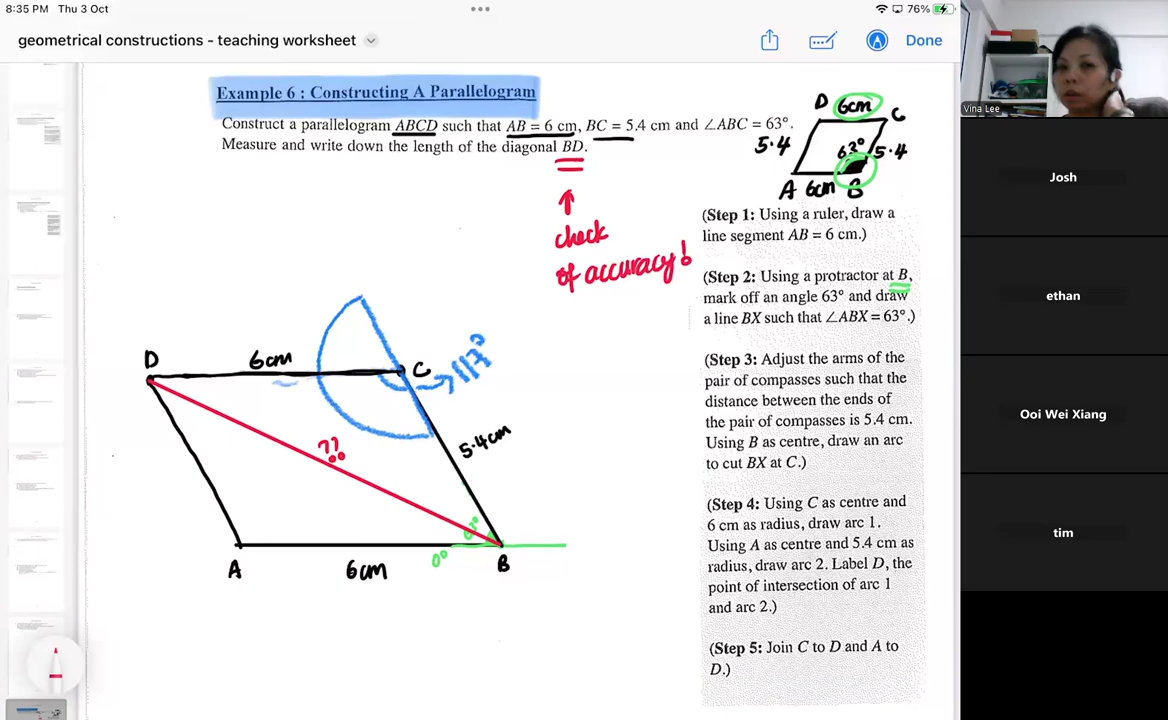 8:35 PM Thu 3 Oct
76%
geometrical constructions - teaching worksheet
Done
Example 6 : Constructing A Parallelogram
Construct a parallelogram ABCD such that AB = 6 cm, BC = 5.4 cm and ∠ABC = 63°.
Measure and write down the length of the diagonal BD.
check
of accuracy!
D 6cm C
5.4 63° 5.4
A 6cm B
(Step 1: Using a ruler, draw a
line segment AB = 6 cm.)
(Step 2: Using a protractor at B,
mark off an angle 63° and draw
a line BX such that ∠ABX = 63°.)
(Step 3: Adjust the arms of the
pair of compasses such that the
distance between the ends of
the pair of compasses is 5.4 cm.
Using B as centre, draw an arc
to cut BX at C.)
(Step 4: Using C as centre and
6 cm as radius, draw arc 1.
Using A as centre and 5.4 cm as
radius, draw arc 2. Label D, the
point of intersection of arc 1
and arc 2.)
(Step 5: Join C to D and A to
D.)
D 6cm C 117°
??
5.4cm
63°
0°
A 6cm B
Vina Lee
Josh
ethan
Ooi Wei Xiang
tim